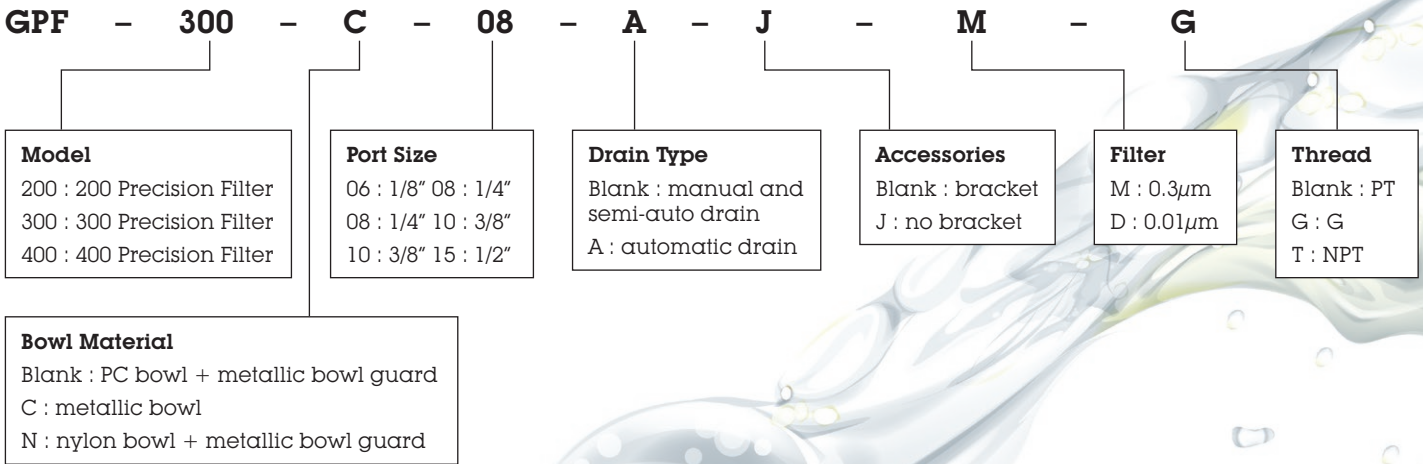 GPF – 300 – C – 08 – A – J – M – G
Model
200 : 200 Precision Filter
300 : 300 Precision Filter
400 : 400 Precision Filter
Port Size
06 : 1/8″ 08 : 1/4″
08 : 1/4″ 10 : 3/8″
10 : 3/8″ 15 : 1/2″
Drain Type
Blank : manual and
semi-auto drain
A : automatic drain
Accessories
Blank : bracket
J : no bracket
Filter
M : 0.3μm
D : 0.01μm
Thread
Blank : PT
G : G
T : NPT
Bowl Material
Blank : PC bowl + metallic bowl guard
C : metallic bowl
N : nylon bowl + metallic bowl guard